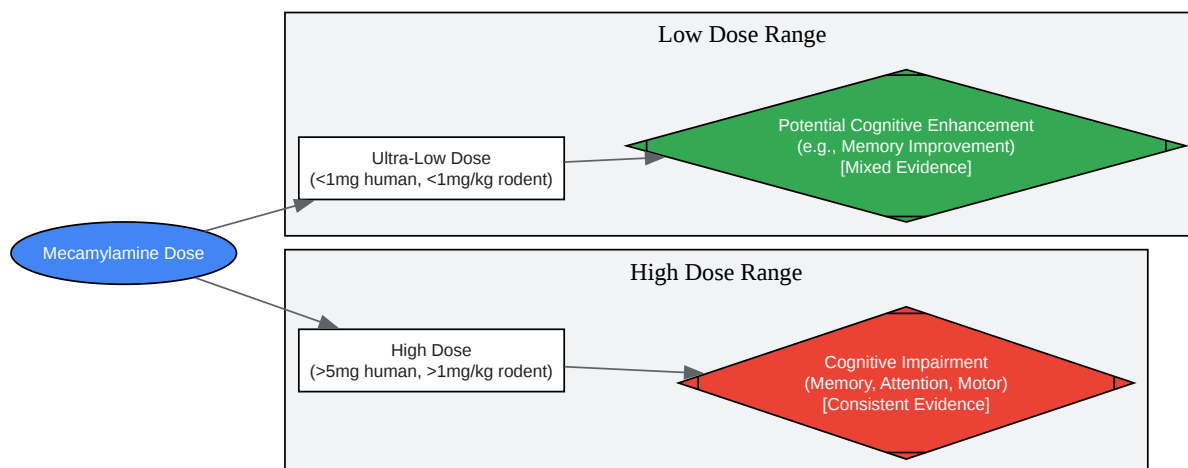 Low Dose Range
Potential Cognitive Enhancement
(e.g., Memory Improvement)
[Mixed Evidence]
Ultra-Low Dose
(<1mg human, <1mg/kg rodent)
Mecamylamine Dose
High Dose Range
High Dose
(>5mg human, >1mg/kg rodent)
Cognitive Impairment
(Memory, Attention, Motor)
[Consistent Evidence]